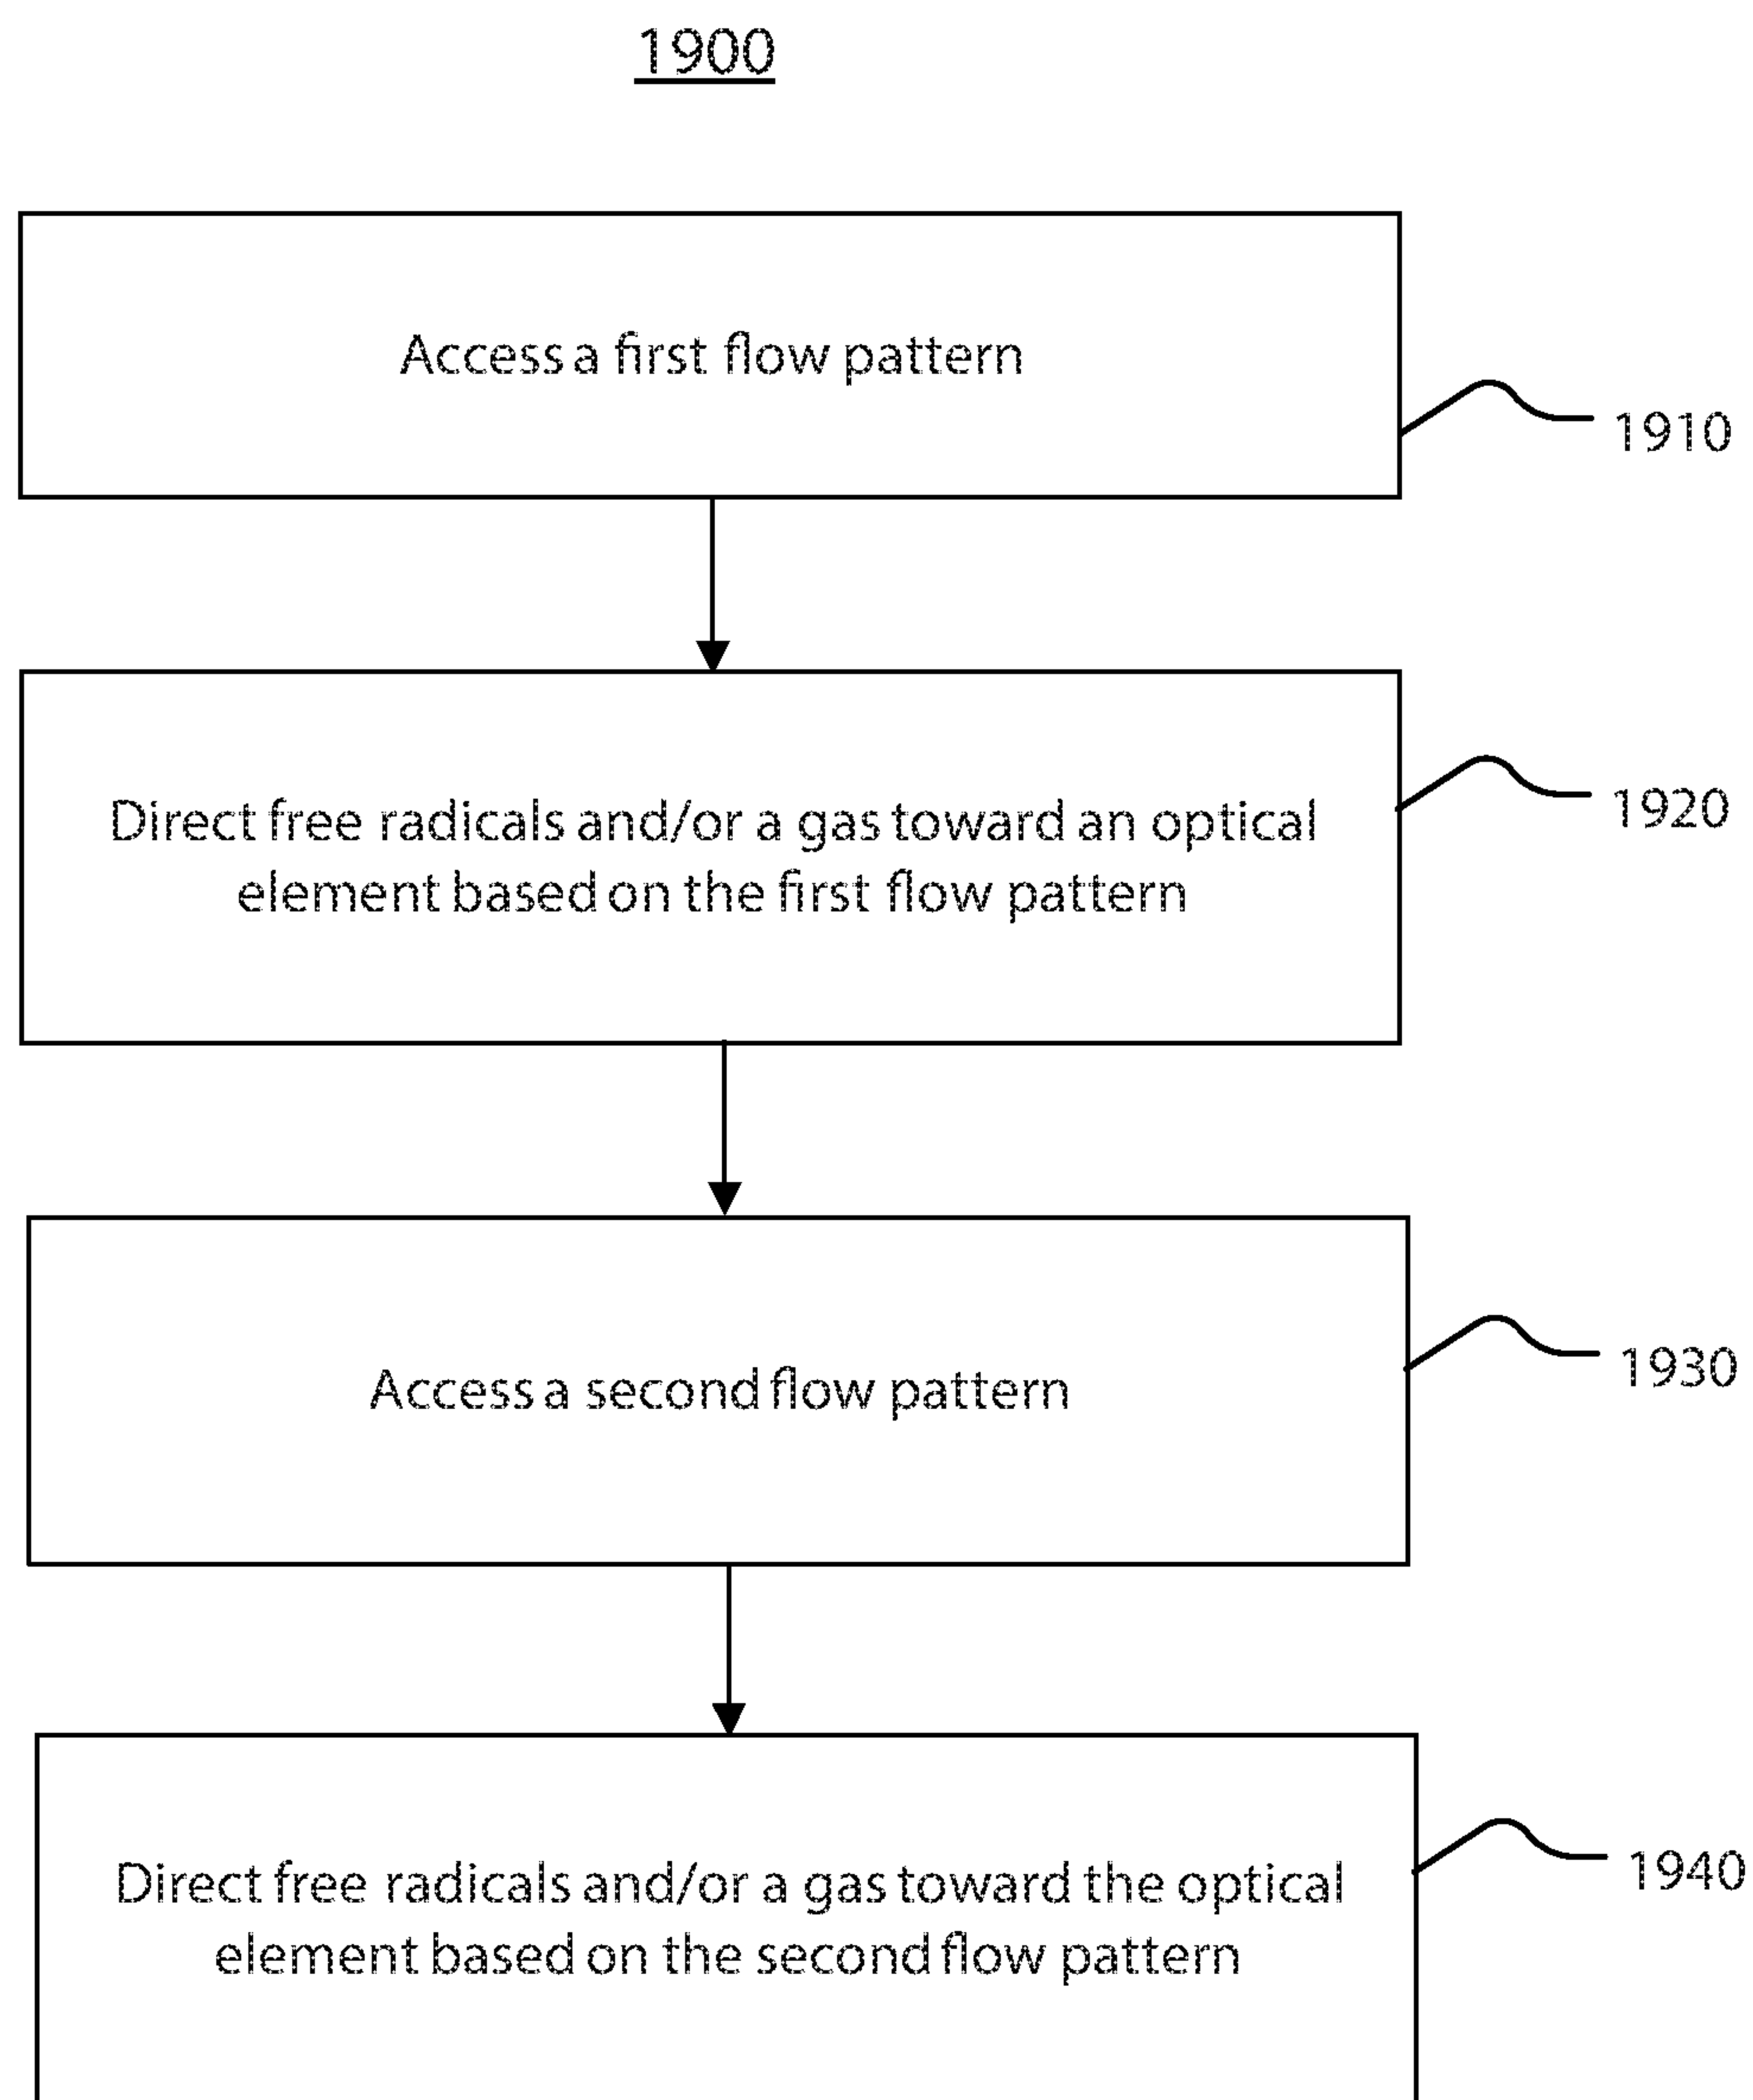 1900
Access a first flow pattern
1910
Direct free radicals and/or a gas toward an optical
element based on the first flow pattern
1920
Access a second flow pattern
1930
Direct free radicals and/or a gas toward the optical
element based on the second flow pattern
1940